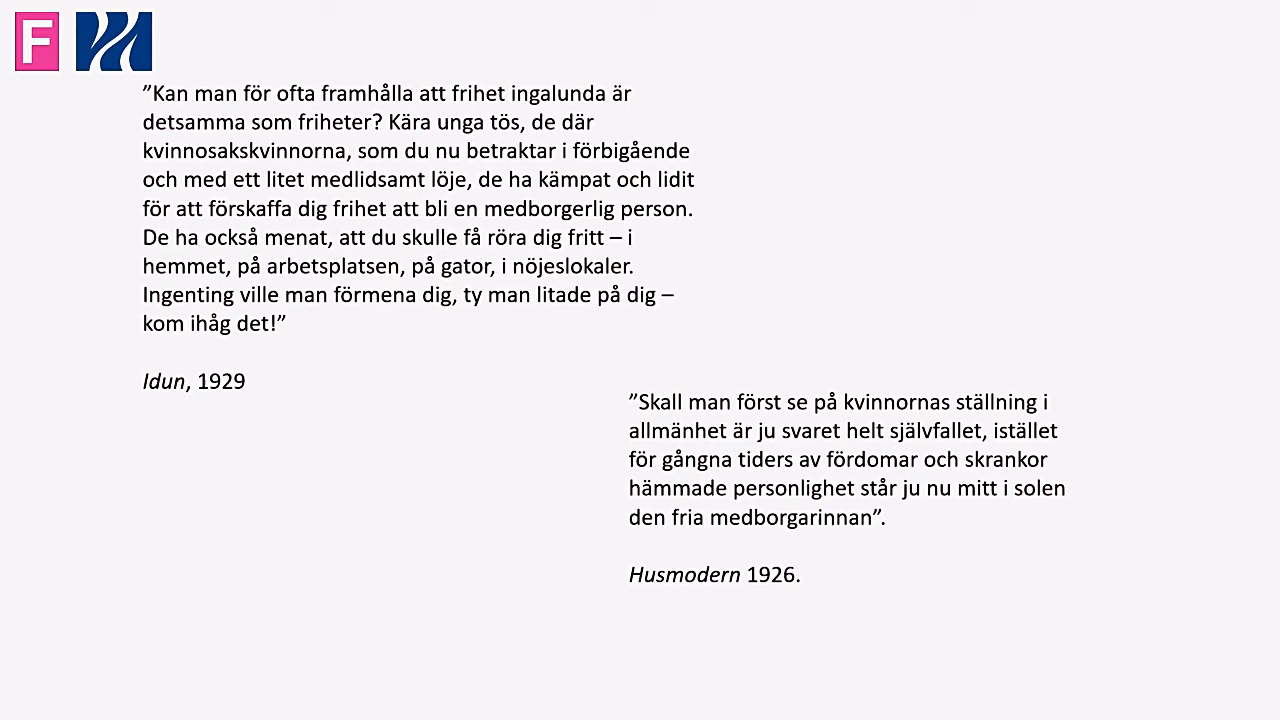 F
”Kan man för ofta framhålla att frihet ingalunda är
detsamma som friheter? Kära unga tös, de där
kvinnosakskvinnorna, som du nu betraktar i förbigående
och med ett litet medlidsamt löje, de ha kämpat och lidit
för att förskaffa dig frihet att bli en medborgerlig person.
De ha också menat, att du skulle få röra dig fritt – i
hemmet, på arbetsplatsen, på gator, i nöjeslokaler.
Ingenting ville man förmena dig, ty man litade på dig –
kom ihåg det!”
Idun, 1929
”Skall man först se på kvinnornas ställning i
allmänhet är ju svaret helt självfallet, istället
för gångna tiders av fördomar och skrankor
hämmade personlighet står ju nu mitt i solen
den fria medborgarinnan”.
Husmodern 1926.